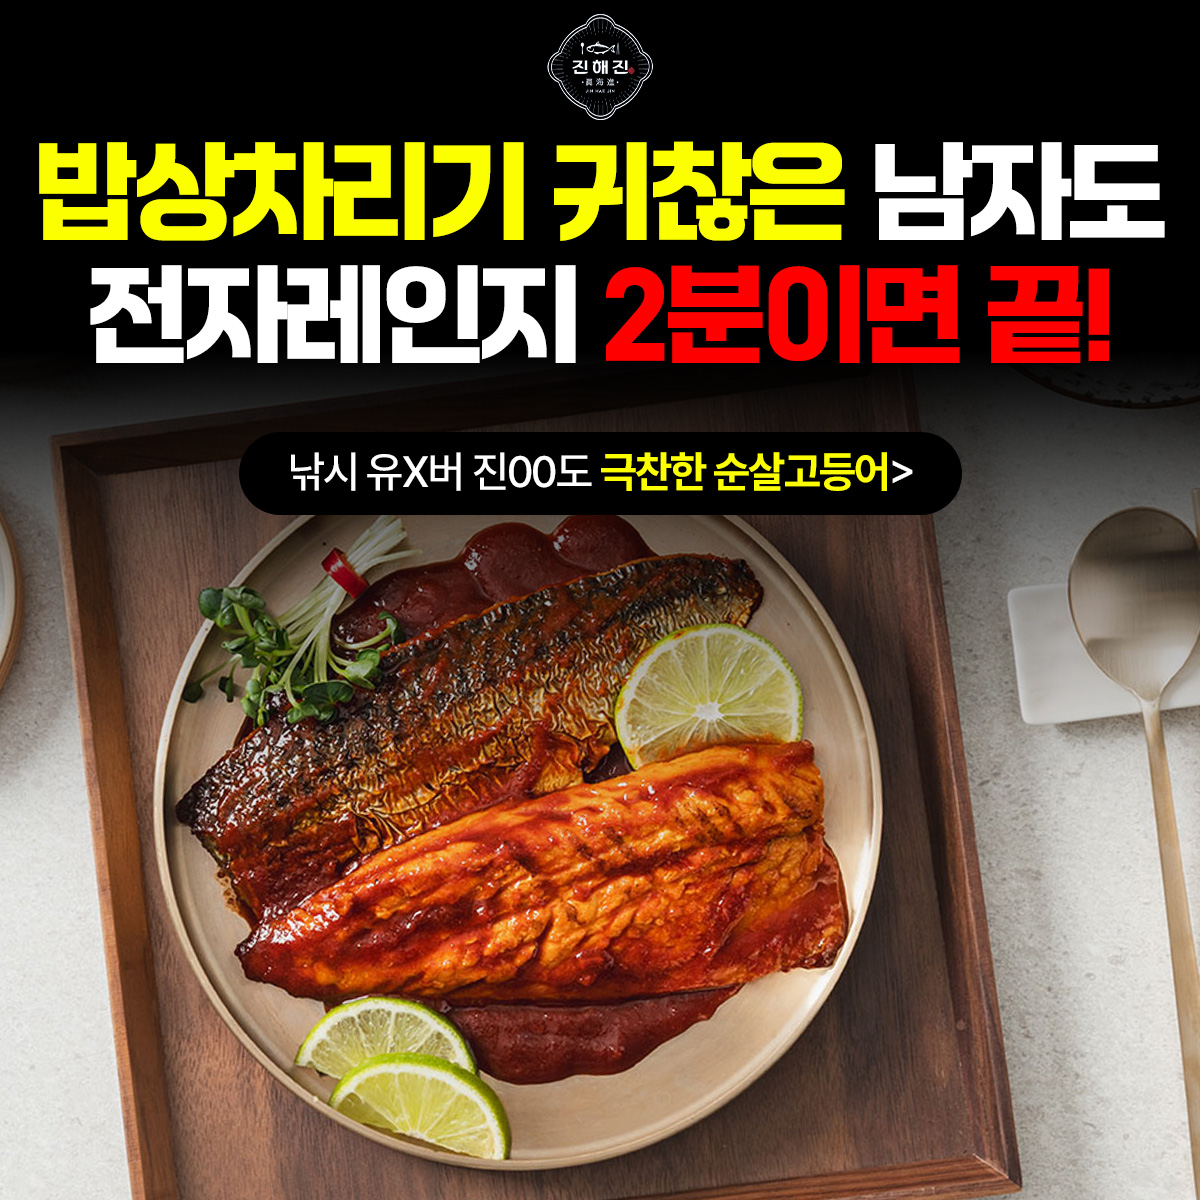 진해진
眞海進
JIN HAE JIN
밥상차리기 귀찮은 남자도
전자레인지 2분이면 끝!
낚시 유X버 진OO도 극찬한 순살고등어>